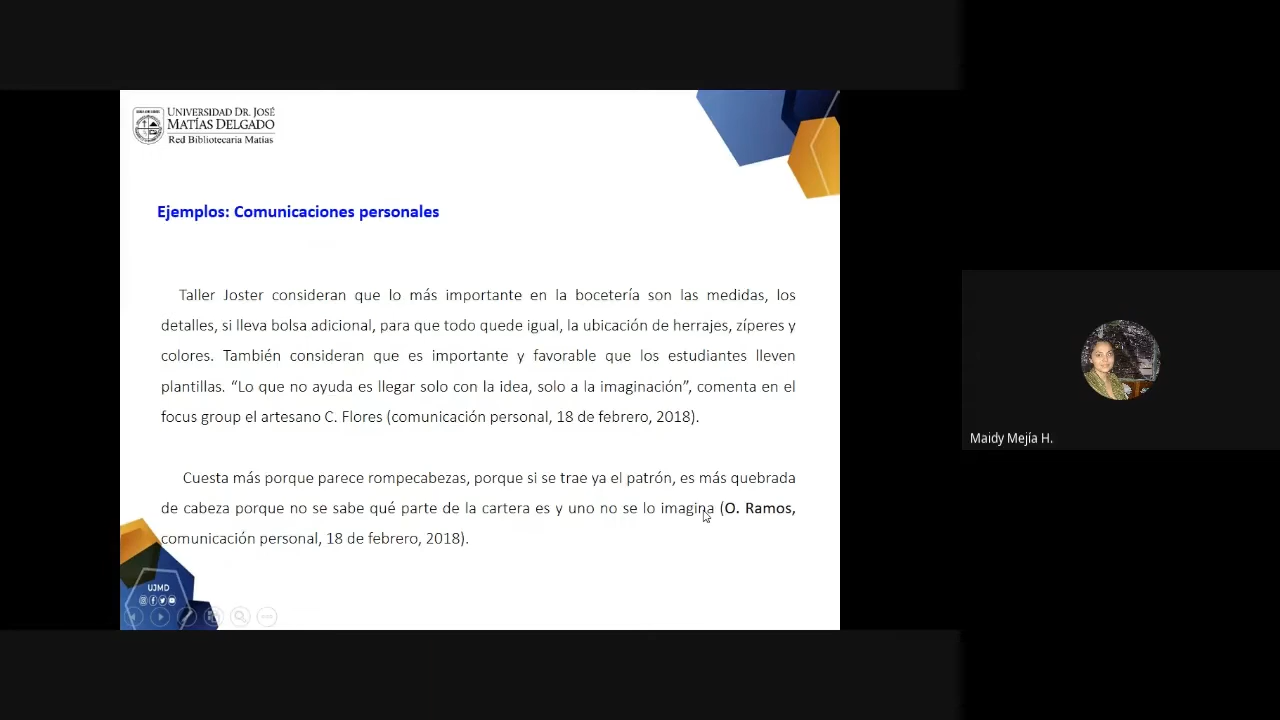 UNIVERSIDAD DR. JOSÉ
MATÍAS DELGADO
Red Bibliotecaria Matías
Ejemplos: Comunicaciones personales
Taller Joster consideran que lo más importante en la bocetería son las medidas, los
detalles, si lleva bolsa adicional, para que todo quede igual, la ubicación de herrajes, zíperes y
colores. También consideran que es importante y favorable que los estudiantes lleven
plantillas. “Lo que no ayuda es llegar solo con la idea, solo a la imaginación”, comenta en el
focus group el artesano C. Flores (comunicación personal, 18 de febrero, 2018).
Cuesta más porque parece rompecabezas, porque si se trae ya el patrón, es más quebrada
de cabeza porque no se sabe qué parte de la cartera es y uno no se lo imagina (O. Ramos,
comunicación personal, 18 de febrero, 2018).
UJMD
Maidy Mejía H.